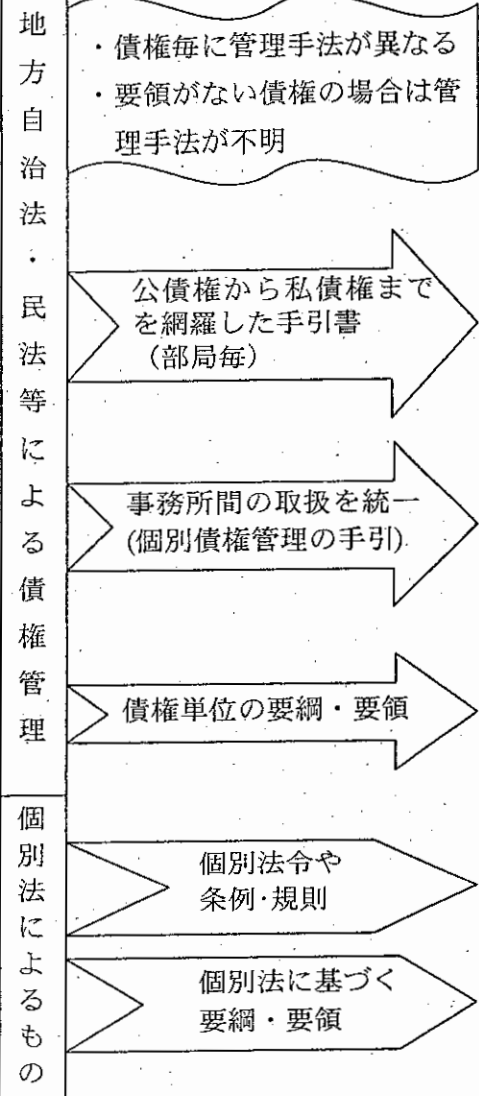 地方自治法・民法等による債権管理
・債権毎に管理手法が異なる
・要領がない債権の場合は管
理手法が不明
公債権から私債権まで
を網羅した手引書
（部局毎）
事務所間の取扱を統一
(個別債権管理の手引)
債権単位の要綱・要領
個別法によるもの
個別法令や
条例・規則
個別法に基づく
要綱・要領